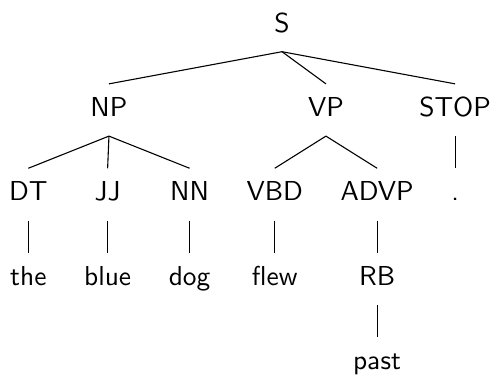 S
NP VP STOP
DT JJ NN VBD ADVP .
the blue dog flew RB
past